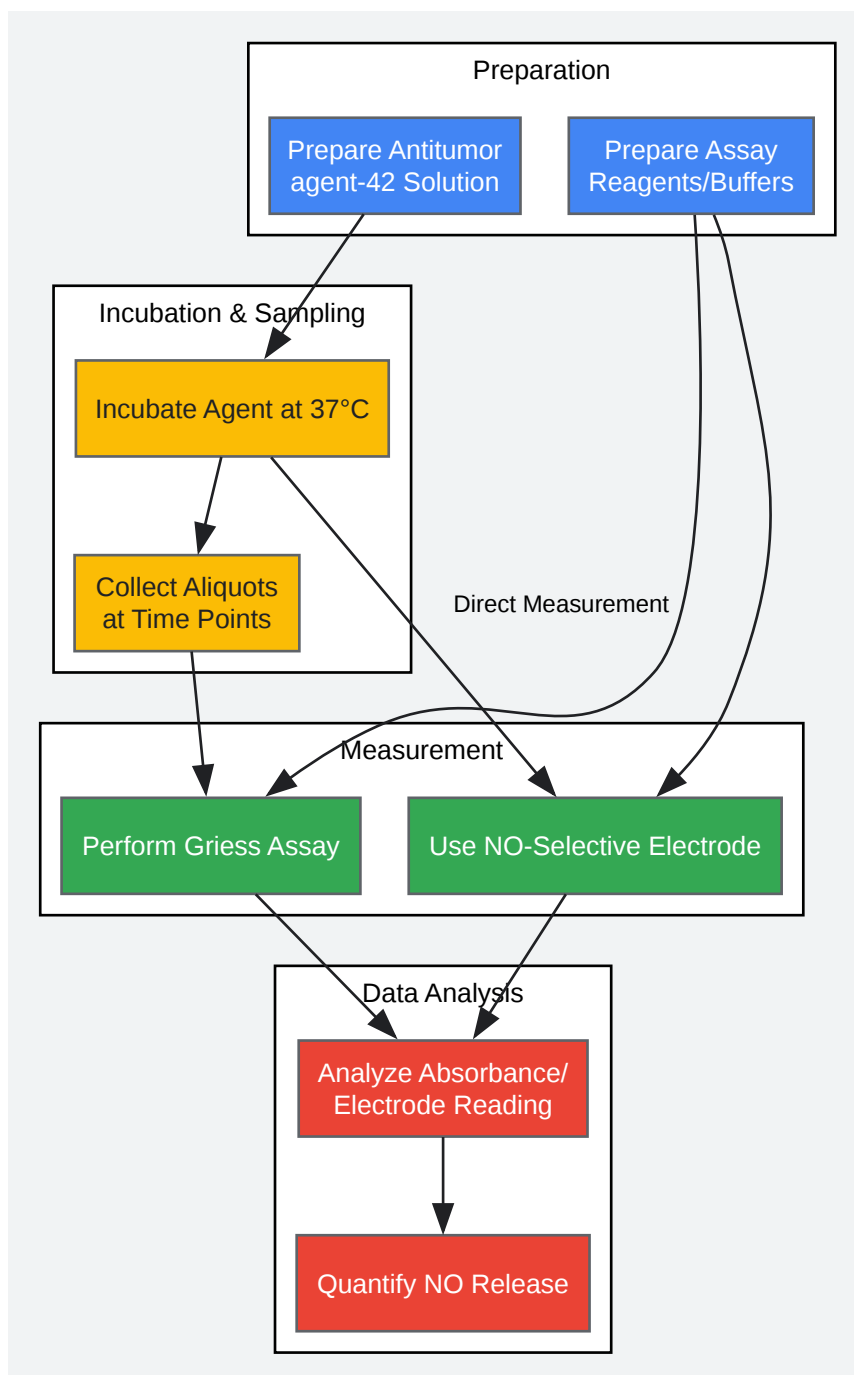 Preparation
Prepare Antitumor
agent-42 Solution
Prepare Assay
Reagents/Buffers
Incubation & Sampling
Incubate Agent at 37°C
Collect Aliquots
at Time Points
Direct Measurement
Measurement
Perform Griess Assay
Use NO-Selective Electrode
Data Analysis
Analyze Absorbance/
Electrode Reading
Quantify NO Release